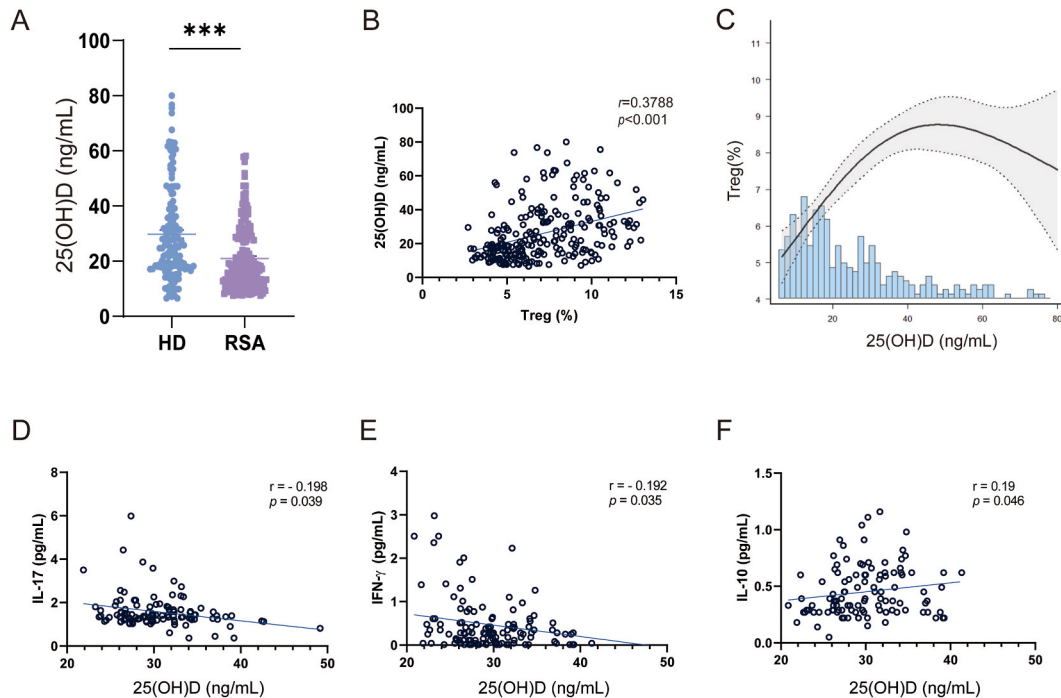 A
***
100
80
60
40
20
0
25(OH)D (ng/mL)
HD
RSA
B
r=0.3788
p<0.001
100
80
60
40
20
0
25(OH)D (ng/mL)
0
5
10
15
Treg (%)
C
11
10
9
8
7
6
5
4
Treg(%)
20
40
60
80
25(OH)D (ng/mL)
D
r = - 0.198
p = 0.039
8
6
4
2
0
IL-17 (pg/mL)
20
30
40
50
25(OH)D (ng/mL)
E
r = - 0.192
p = 0.035
4
3
2
1
0
IFN-γ (pg/mL)
20
30
40
50
25(OH)D (ng/mL)
F
r = 0.19
p = 0.046
1.5
1.0
0.5
0.0
IL-10 (pg/mL)
20
30
40
50
25(OH)D (ng/mL)